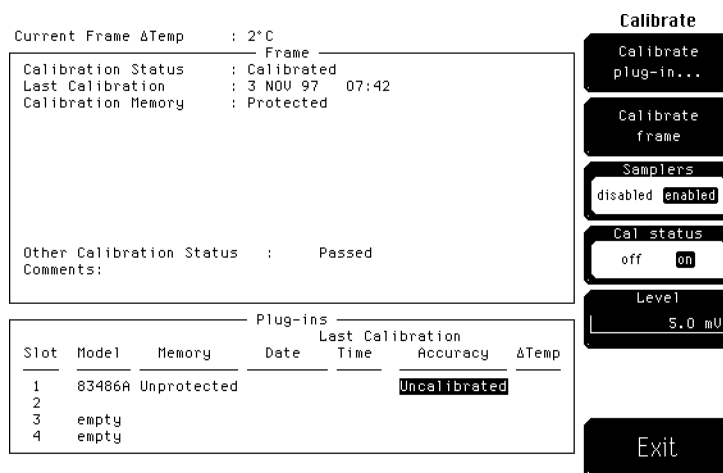 Current Frame ΔTemp : 2°C
Frame
Calibration Status : Calibrated
Last Calibration : 3 NOV 97 07:42
Calibration Memory : Protected
Other Calibration Status : Passed
Comments:
Plug-ins
Last Calibration
Slot Model Memory Date Time Accuracy ΔTemp
1 83486A Unprotected Uncalibrated
2
3 empty
4 empty
Calibrate
Calibrate
plug-in...
Calibrate
frame
Samplers
disabled enabled
Cal status
off on
Level
5.0 mV
Exit